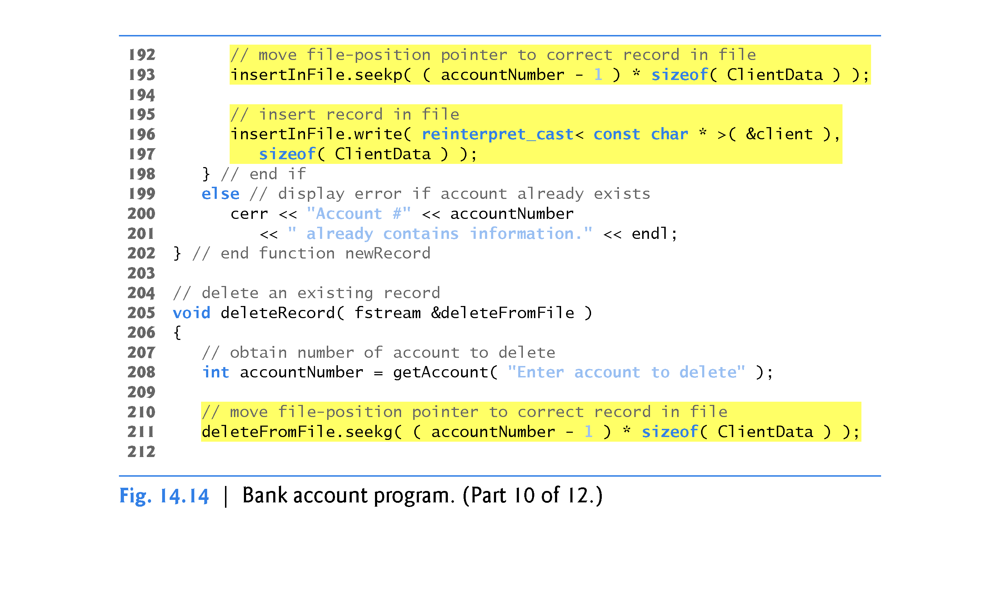 192 // move file-position pointer to correct record in file
193 insertInFile.seekp( ( accountNumber - 1 ) * sizeof( ClientData ) );
194
195 // insert record in file
196 insertInFile.write( reinterpret_cast< const char * >( &client ),
197 sizeof( ClientData ) );
198 } // end if
199 else // display error if account already exists
200 cerr << "Account #" << accountNumber
201 << " already contains information." << endl;
202 } // end function newRecord
203
204 // delete an existing record
205 void deleteRecord( fstream &deleteFromFile )
206 {
207 // obtain number of account to delete
208 int accountNumber = getAccount( "Enter account to delete" );
209
210 // move file-position pointer to correct record in file
211 deleteFromFile.seekg( ( accountNumber - 1 ) * sizeof( ClientData ) );
212
Fig. 14.14 | Bank account program. (Part 10 of 12.)